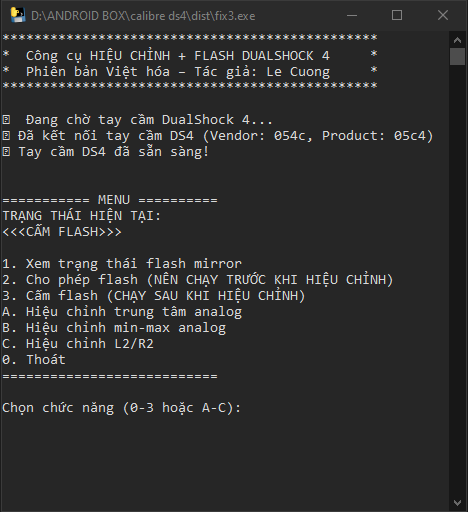 D:\ANDROID BOX\calibre ds4\dist\fix3.exe
***********************************************
*  Công cụ HIỆU CHỈNH + FLASH DUALSHOCK 4     *
*  Phiên bản Việt hóa – Tác giả: Le Cuong     *
***********************************************
Đang chờ tay cầm DualShock 4...
Đã kết nối tay cầm DS4 (Vendor: 054c, Product: 05c4)
Tay cầm DS4 đã sẵn sàng!
=========== MENU ==========
TRẠNG THÁI HIỆN TẠI:
<<<CẤM FLASH>>>
1. Xem trạng thái flash mirror
2. Cho phép flash (NÊN CHẠY TRƯỚC KHI HIỆU CHỈNH)
3. Cấm flash (CHẠY SAU KHI HIỆU CHỈNH)
A. Hiệu chỉnh trung tâm analog
B. Hiệu chỉnh min-max analog
C. Hiệu chỉnh L2/R2
0. Thoát
===========================
Chọn chức năng (0-3 hoặc A-C):